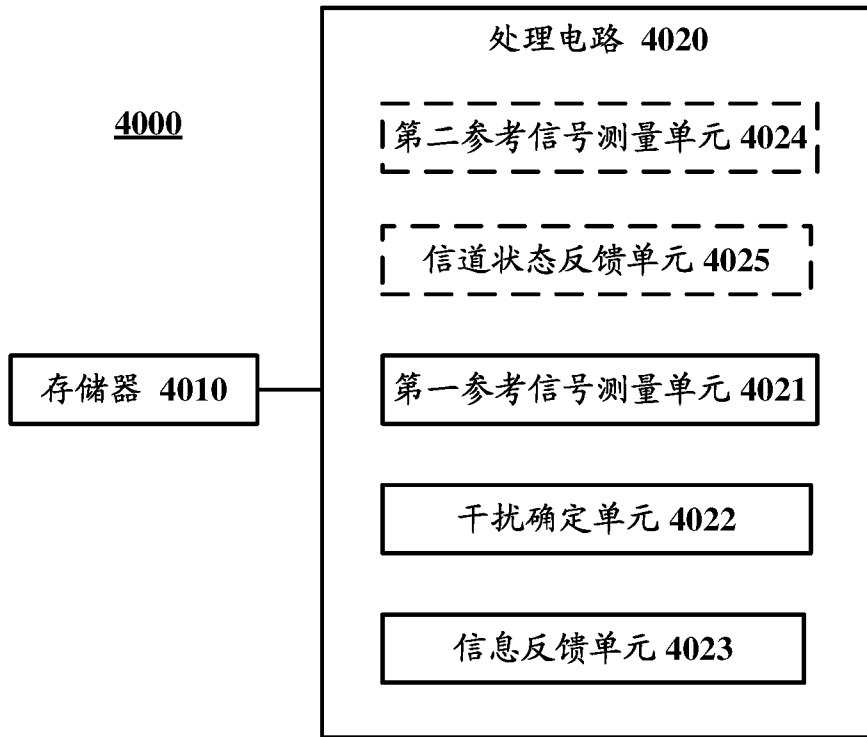 处理电路 4020
4000
第二参考信号测量单元 4024
信道状态反馈单元 4025
存储器 4010
第一参考信号测量单元 4021
干扰确定单元 4022
信息反馈单元 4023